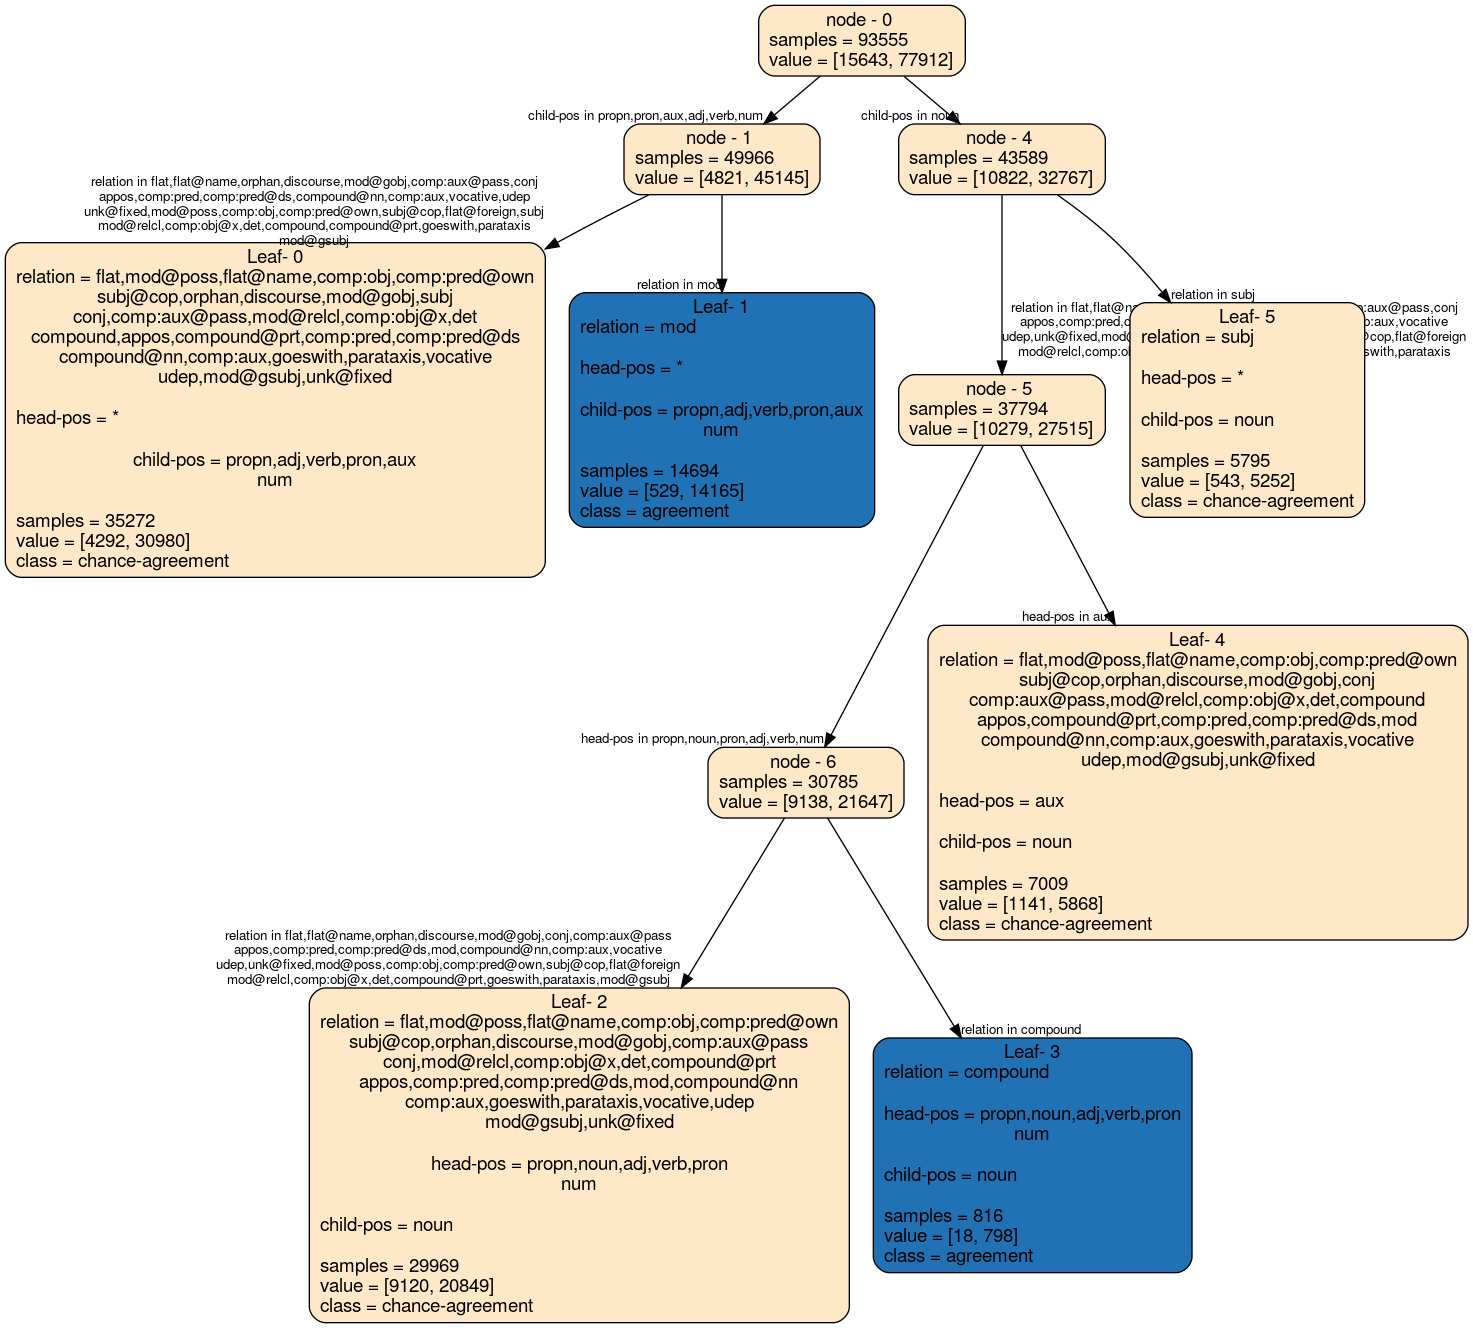 node - 0
samples = 93555
value = [15643, 77912]
child-pos in propn,pron,aux,adj,verb,num
child-pos in noun
node - 1
samples = 49966
value = [4821, 45145]
node - 4
samples = 43589
value = [10822, 32767]
relation in flat,flat@name,orphan,discourse,mod@gobj,comp:aux@pass,conj
appos,comp:pred,comp:pred@ds,compound@nn,comp:aux,vocative,udep
unk@fixed,mod@poss,comp:obj,comp:pred@own,subj@cop,flat@foreign,subj
mod@relcl,comp:obj@x,det,compound,compound@prt,goeswith,parataxis
mod@gsubj
Leaf- 0
relation = flat,mod@poss,flat@name,comp:obj,comp:pred@own
subj@cop,orphan,discourse,mod@gobj,subj
conj,comp:aux@pass,mod@relcl,comp:obj@x,det
compound,appos,compound@prt,comp:pred,comp:pred@ds
compound@nn,comp:aux,goeswith,parataxis,vocative
udep,mod@gsubj,unk@fixed
head-pos = *
child-pos = propn,adj,verb,pron,aux
num
samples = 35272
value = [4292, 30980]
class = chance-agreement
relation in mod
Leaf- 1
relation = mod
head-pos = *
child-pos = propn,adj,verb,pron,aux
num
samples = 14694
value = [529, 14165]
class = agreement
relation in flat
:aux@pass,conj
appos,comp:pred
:aux,vocative
udep,unk@fixed
@cop,flat@foreign
mod@relcl
parataxis
node - 5
samples = 37794
value = [10279, 27515]
relation in subj
Leaf- 5
relation = subj
head-pos = *
child-pos = noun
samples = 5795
value = [543, 5252]
class = chance-agreement
head-pos in propn,noun,pron,adj,verb,num
node - 6
samples = 30785
value = [9138, 21647]
head-pos in aux
Leaf- 4
relation = flat,mod@poss,flat@name,comp:obj,comp:pred@own
subj@cop,orphan,discourse,mod@gobj,conj
comp:aux@pass,mod@relcl,comp:obj@x,det,compound
appos,compound@prt,comp:pred,comp:pred@ds,mod
compound@nn,comp:aux,goeswith,parataxis,vocative
udep,mod@gsubj,unk@fixed
head-pos = aux
child-pos = noun
samples = 7009
value = [1141, 5868]
class = chance-agreement
relation in flat,flat@name,orphan,discourse,mod@gobj,conj,comp:aux@pass
appos,comp:pred,comp:pred@ds,mod,compound@nn,comp:aux,vocative
udep,unk@fixed,mod@poss,comp:obj,comp:pred@own,subj@cop,flat@foreign
mod@relcl,comp:obj@x,det,compound@prt,goeswith,parataxis,mod@gsubj
Leaf- 2
relation = flat,mod@poss,flat@name,comp:obj,comp:pred@own
subj@cop,orphan,discourse,mod@gobj,comp:aux@pass
conj,mod@relcl,comp:obj@x,det,compound@prt
appos,comp:pred,comp:pred@ds,mod,compound@nn
comp:aux,goeswith,parataxis,vocative,udep
mod@gsubj,unk@fixed
head-pos = propn,noun,adj,verb,pron
num
child-pos = noun
samples = 29969
value = [9120, 20849]
class = chance-agreement
relation in compound
Leaf- 3
relation = compound
head-pos = propn,noun,adj,verb,pron
num
child-pos = noun
samples = 816
value = [18, 798]
class = agreement